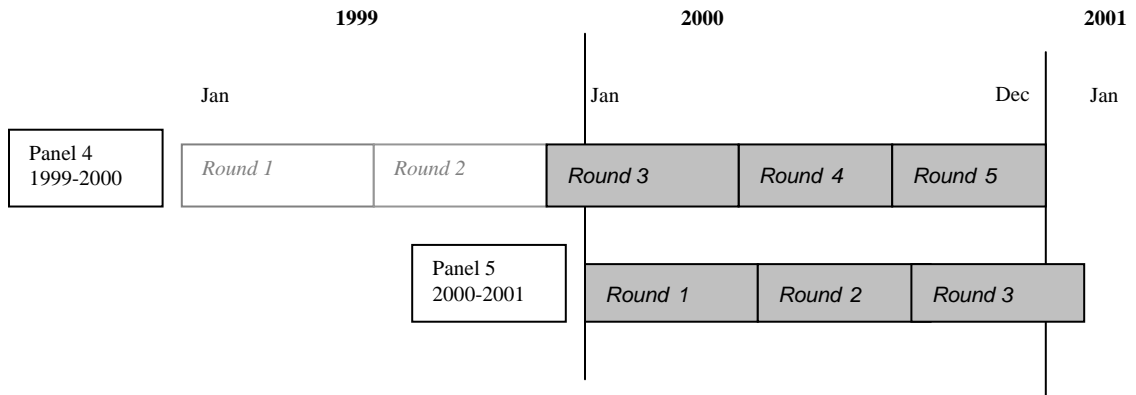 1999 2000 2001
Jan Jan Dec Jan
Panel 4
1999-2000
Round 1 Round 2 Round 3 Round 4 Round 5
Panel 5
2000-2001
Round 1 Round 2 Round 3